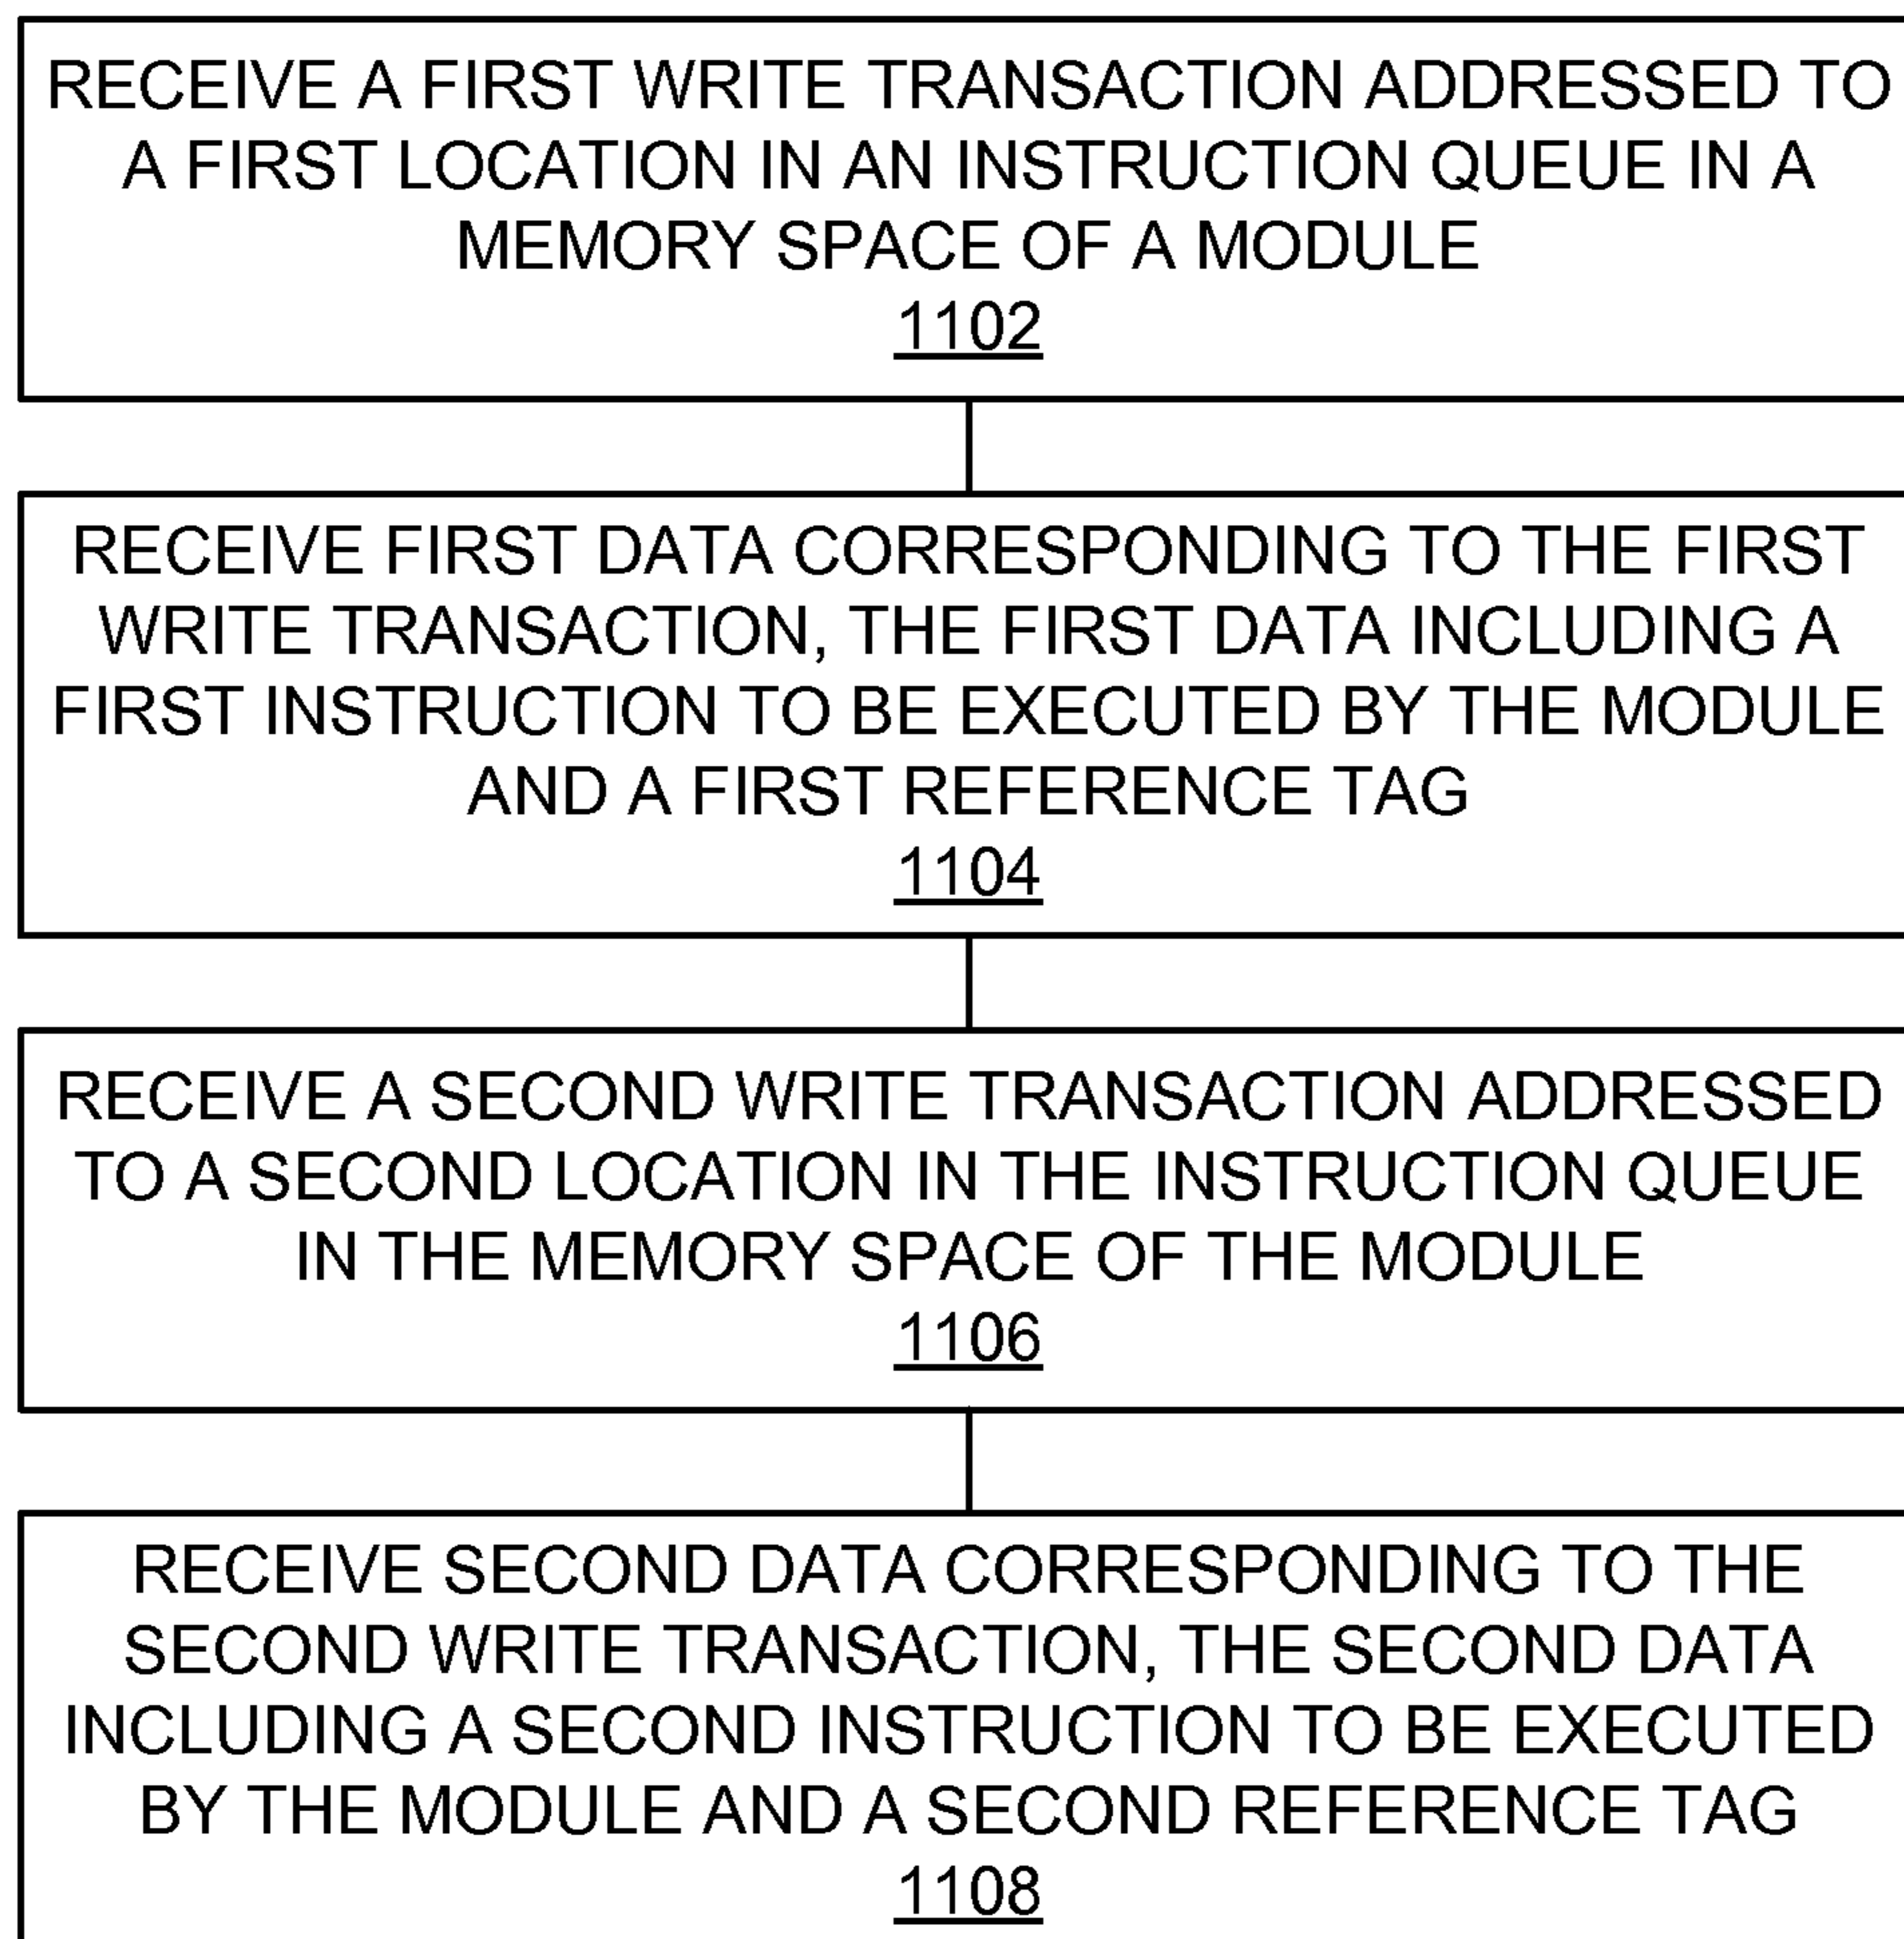 RECEIVE A FIRST WRITE TRANSACTION ADDRESSED TO
A FIRST LOCATION IN AN INSTRUCTION QUEUE IN A
MEMORY SPACE OF A MODULE
1102
RECEIVE FIRST DATA CORRESPONDING TO THE FIRST
WRITE TRANSACTION, THE FIRST DATA INCLUDING A
FIRST INSTRUCTION TO BE EXECUTED BY THE MODULE
AND A FIRST REFERENCE TAG
1104
RECEIVE A SECOND WRITE TRANSACTION ADDRESSED
TO A SECOND LOCATION IN THE INSTRUCTION QUEUE
IN THE MEMORY SPACE OF THE MODULE
1106
RECEIVE SECOND DATA CORRESPONDING TO THE
SECOND WRITE TRANSACTION, THE SECOND DATA
INCLUDING A SECOND INSTRUCTION TO BE EXECUTED
BY THE MODULE AND A SECOND REFERENCE TAG
1108